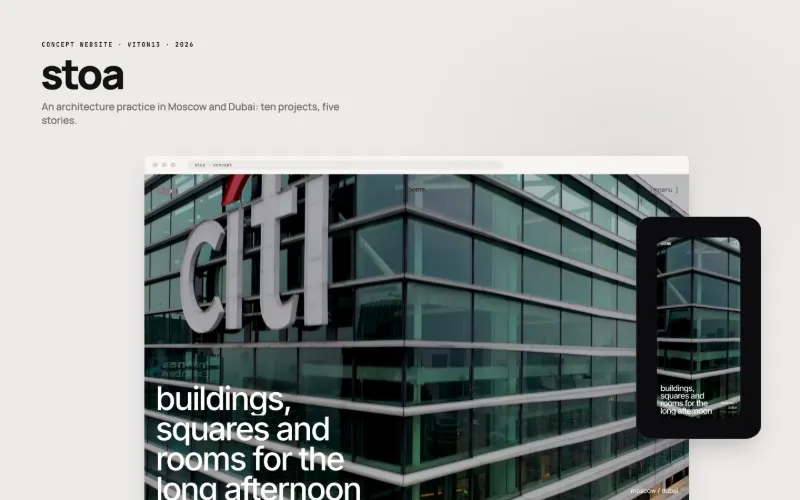 CONCEPT WEBSITE · VITON13 · 2026
stoa
An architecture practice in Moscow and Dubai: ten projects, five
stories.
stoa · concept
home
menu
citi
buildings,
squares and
rooms for the
long afternoon
moscow / dubai
stoa
buildings,
squares and
rooms for the
long afternoon